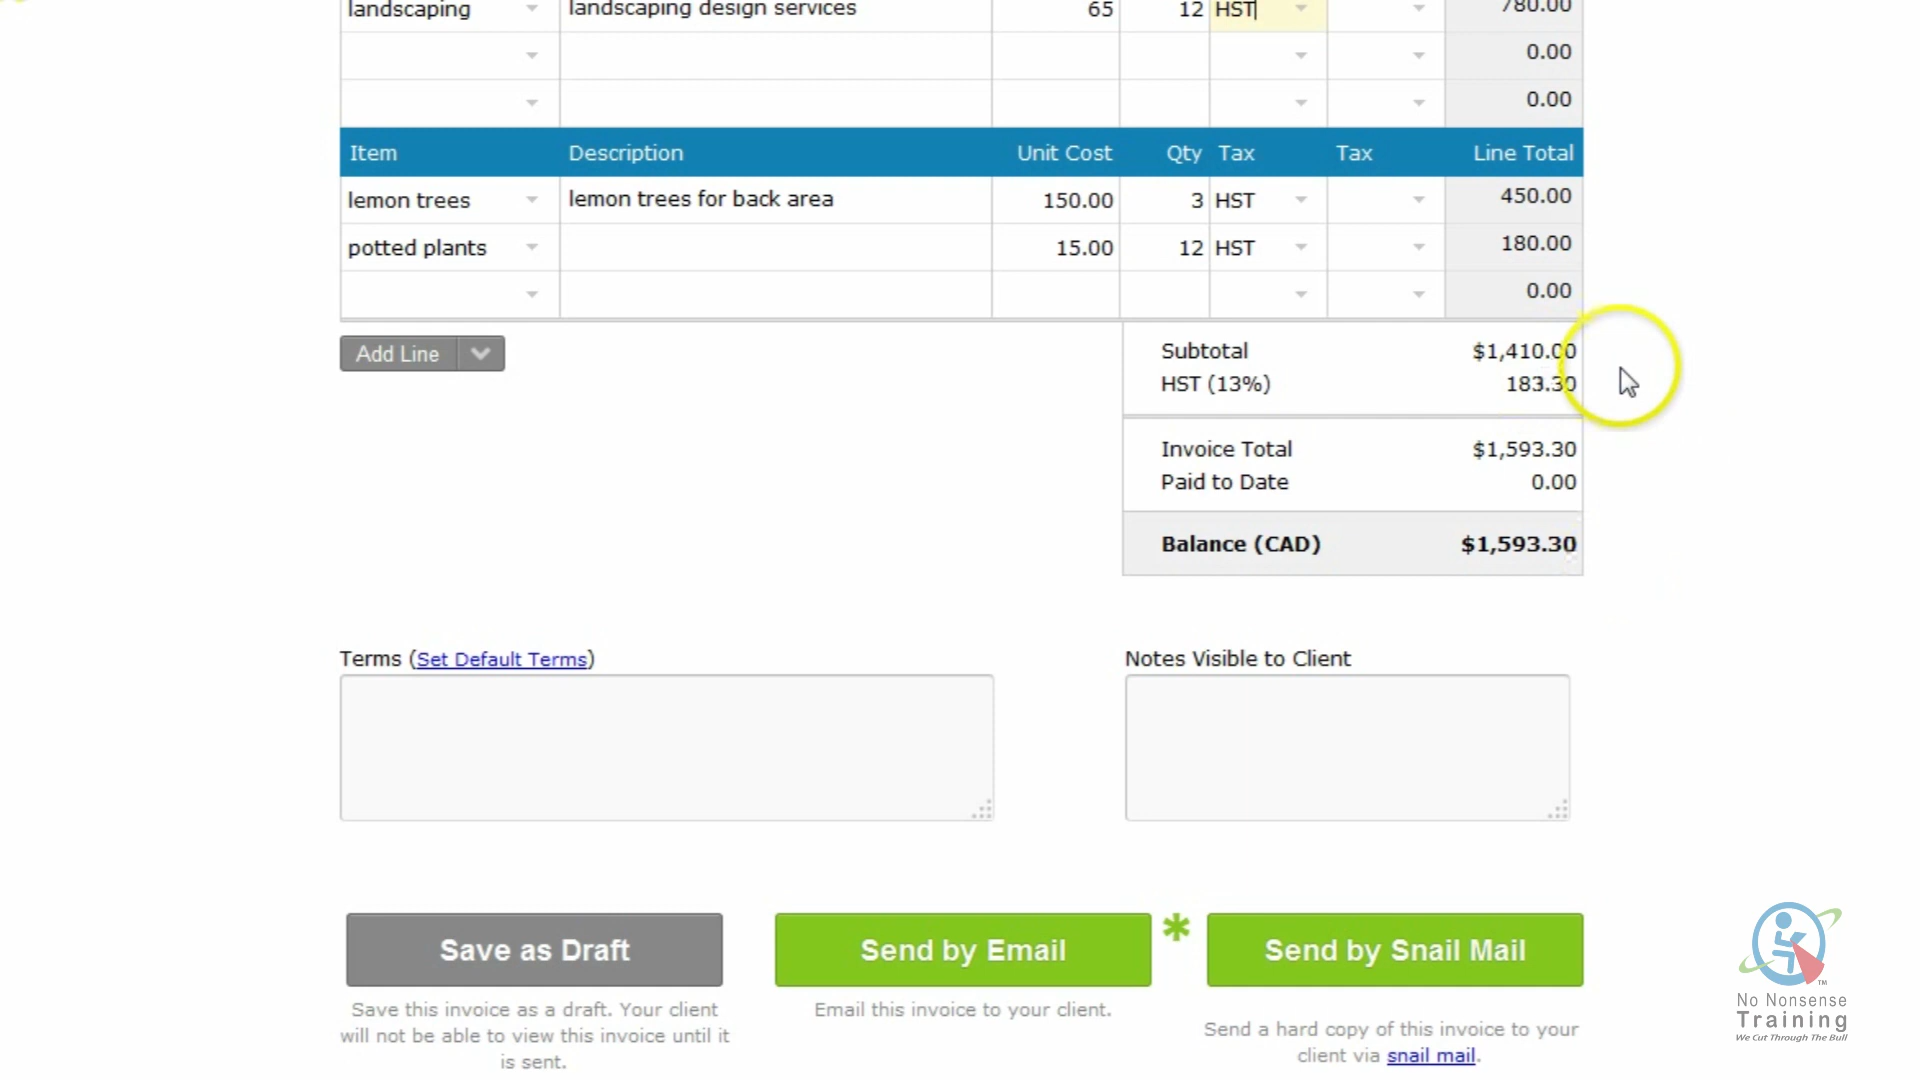 landscaping landscaping design services 65 12 HST 780.00
0.00
0.00
Item Description Unit Cost Qty Tax Tax Line Total
lemon trees lemon trees for back area 150.00 3 HST 450.00
potted plants 15.00 12 HST 180.00
0.00
Add Line
Subtotal $1,410.00
HST (13%) 183.30
Invoice Total $1,593.30
Paid to Date 0.00
Balance (CAD) $1,593.30
Terms (Set Default Terms) Notes Visible to Client
Save as Draft Send by Email * Send by Snail Mail
Save this invoice as a draft. Your client
will not be able to view this invoice until it
is sent.
Email this invoice to your client.
Send a hard copy of this invoice to your
client via snail mail.
TM
No Nonsense
Training
We Cut Through The Bull